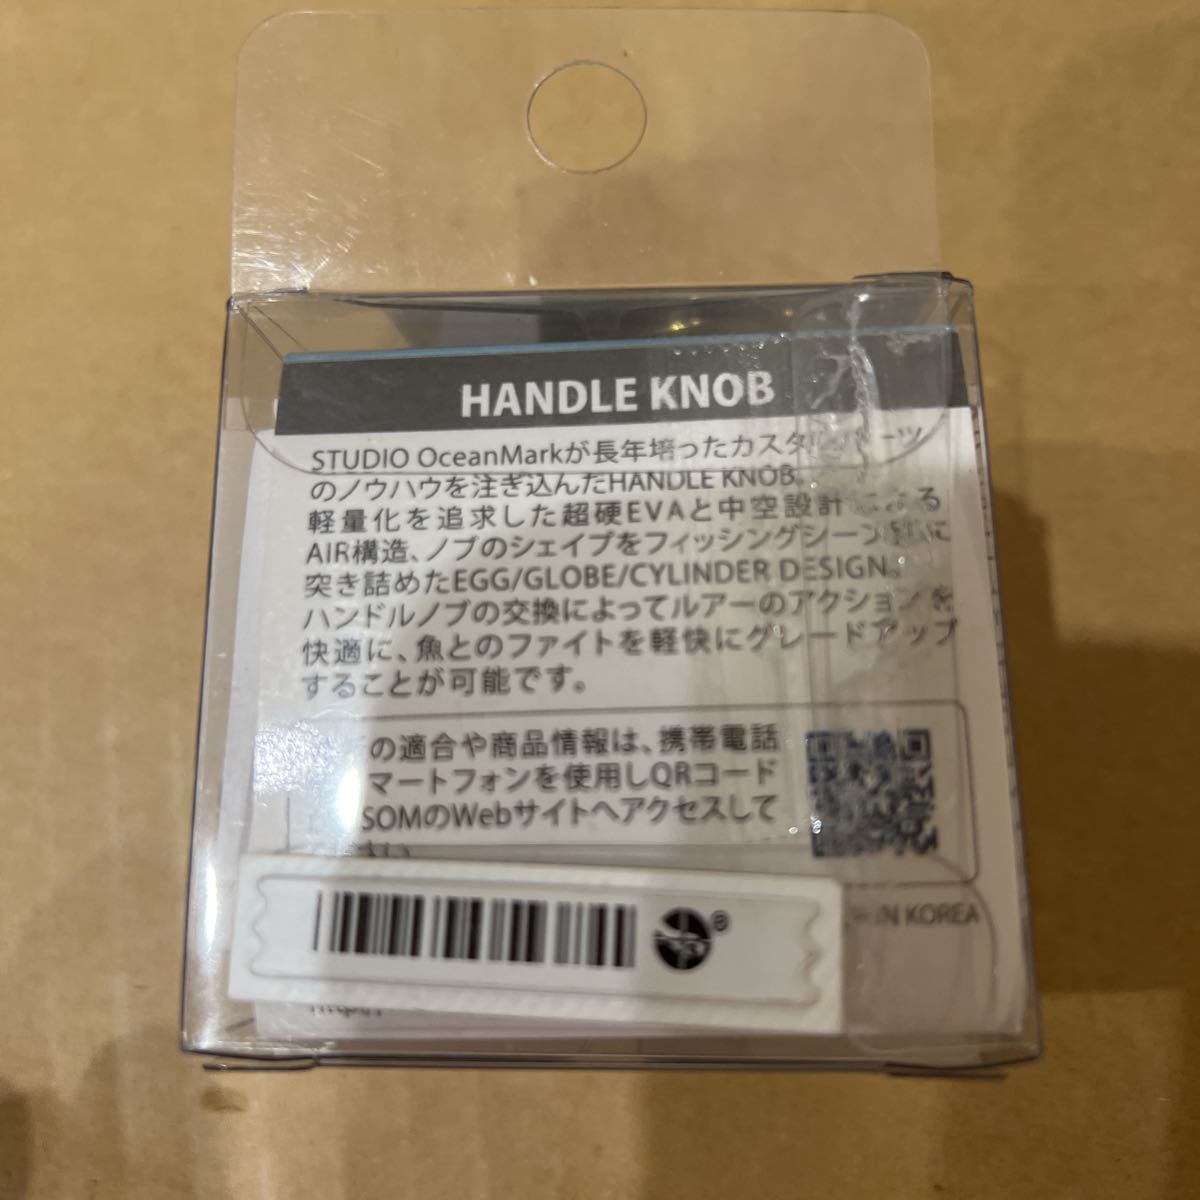 HANDLE KNOB
STUDIO OceanMarkが長年培ったカスタムパーツ
のノウハウを注ぎ込んだHANDLE KNOB。
軽量化を追求した超硬EVAと中空設計による
AIR構造、ノブのシェイプをフィッシングシーン別に
突き詰めたEGG/GLOBE/CYLINDER DESIGN。
ハンドルノブの交換によってルアーのアクションを
快適に、魚とのファイトを軽快にグレードアップ
することが可能です。
の適合や商品情報は、携帯電話
マートフォンを使用しQRコード
SOMのWebサイトへアクセスして
さい
IN KOREA
®